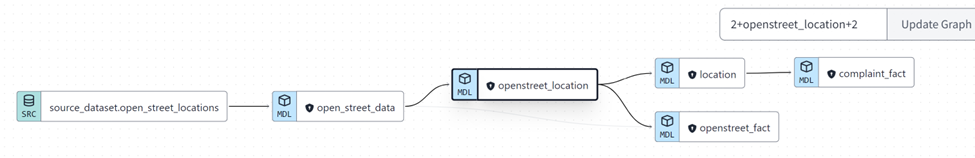 2+openstreet_location+2
Update Graph
SRC
source_dataset.open_street_locations
MDL
open_street_data
MDL
openstreet_location
MDL
location
MDL
complaint_fact
MDL
openstreet_fact